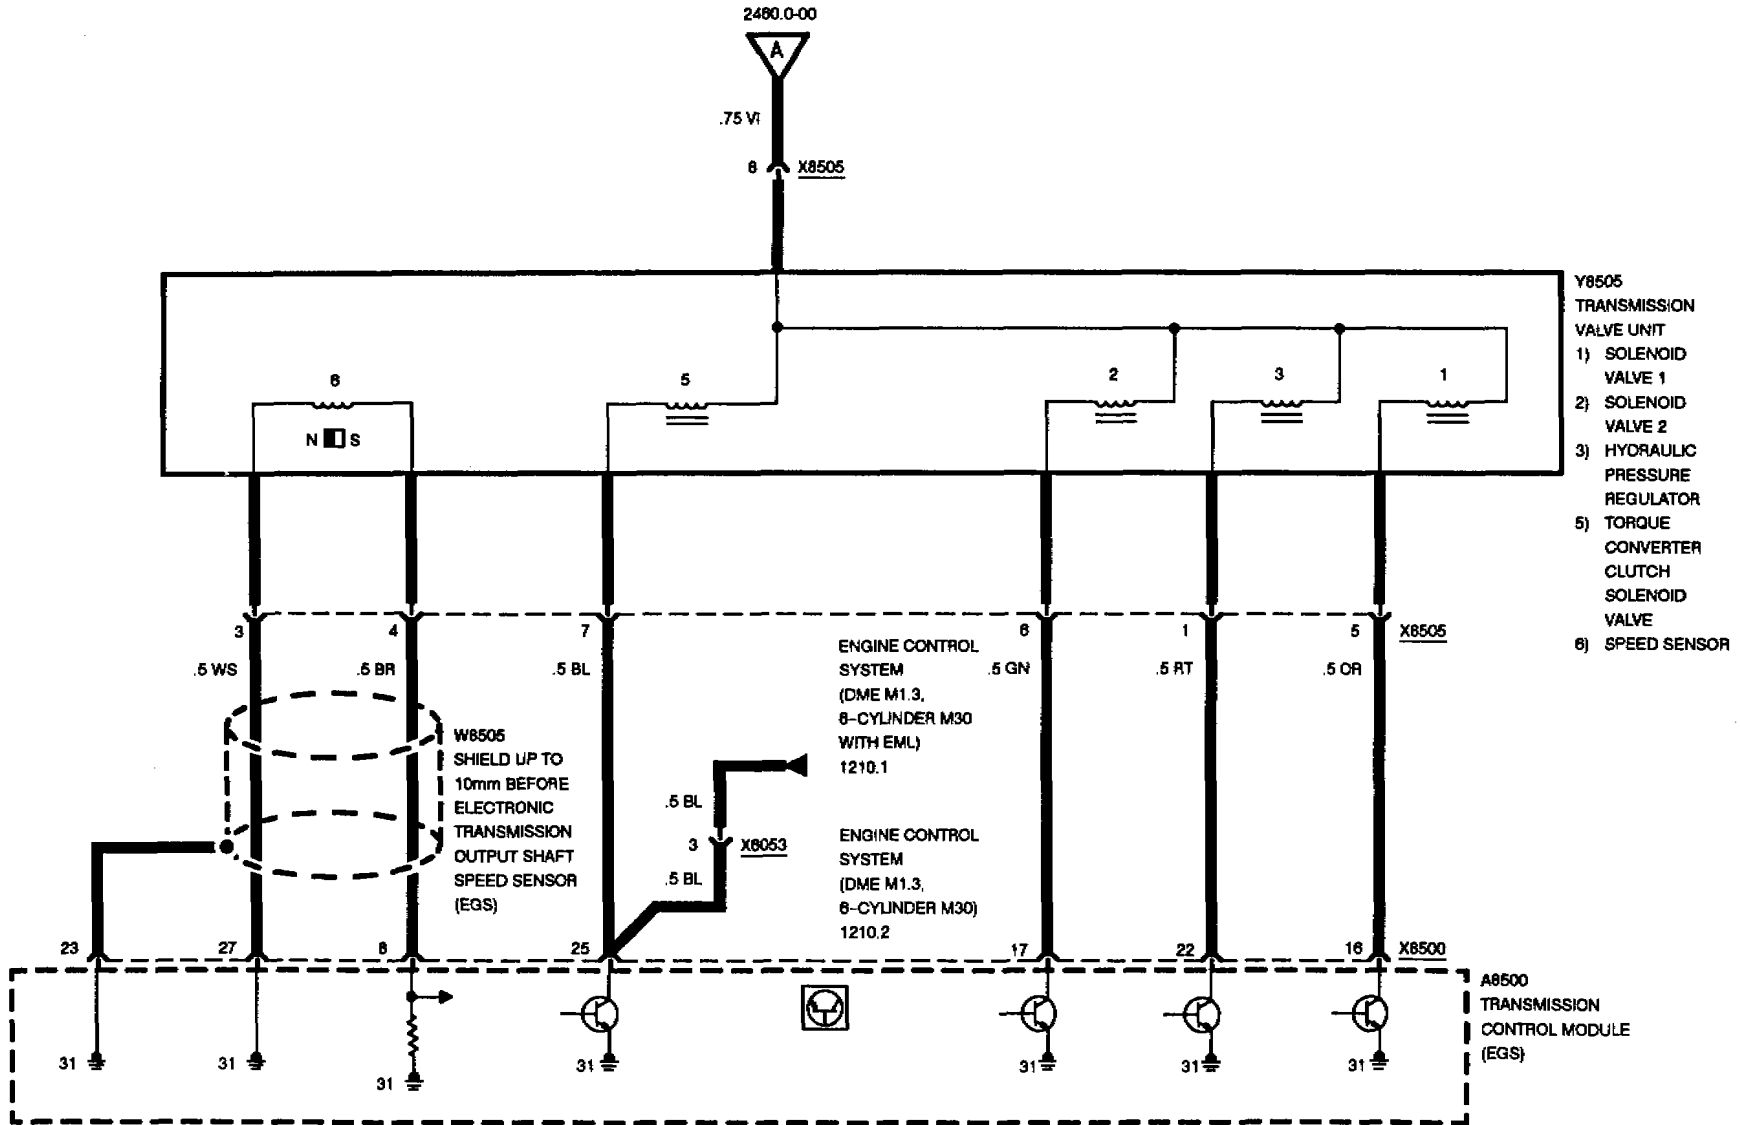 2460.0-00
A
.75 VI
8 X8505
Y8505
TRANSMISSION
VALVE UNIT
1) SOLENOID
VALVE 1
2) SOLENOID
VALVE 2
3) HYDRAULIC
PRESSURE
REGULATOR
5) TORQUE
CONVERTER
CLUTCH
SOLENOID
VALVE
6) SPEED SENSOR
6 5 2 3 1
N S
3 4 7 6 1 5 X8505
.5 WS .5 BR .5 BL .5 GN .5 RT .5 OR
ENGINE CONTROL
SYSTEM
(DME M1.3,
6-CYLINDER M30
WITH EML)
1210.1
W8505
SHIELD UP TO
10mm BEFORE
ELECTRONIC
TRANSMISSION
OUTPUT SHAFT
SPEED SENSOR
(EGS)
.5 BL
3 X6053
.5 BL
ENGINE CONTROL
SYSTEM
(DME M1.3,
6-CYLINDER M30)
1210.2
23 27 8 25 17 22 16 X8500
A8500
TRANSMISSION
CONTROL MODULE
(EGS)
31 31 31 31 31 31 31